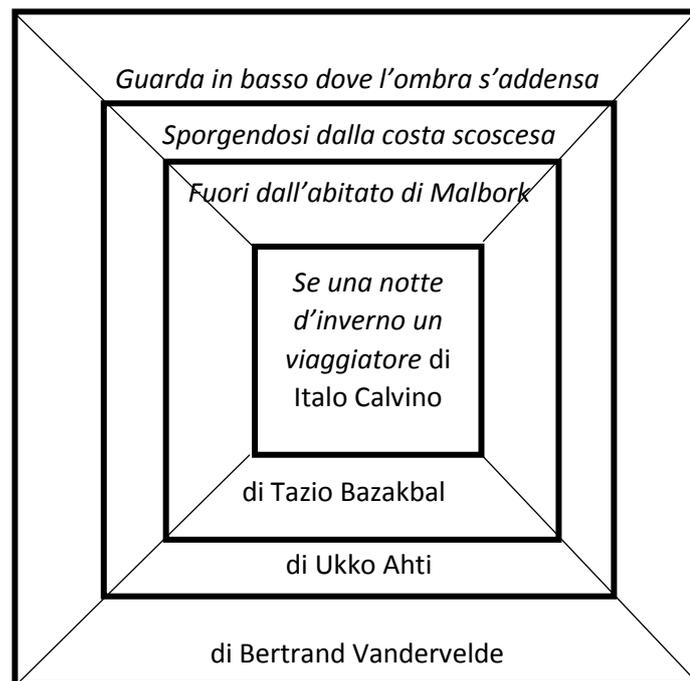 Guarda in basso dove l’ombra s’addensa
Sporgendosi dalla costa scoscesa
Fuori dall’abitato di Malbork
Se una notte
d’inverno un
viaggiatore di
Italo Calvino
di Tazio Bazakbal
di Ukko Ahti
di Bertrand Vandervelde